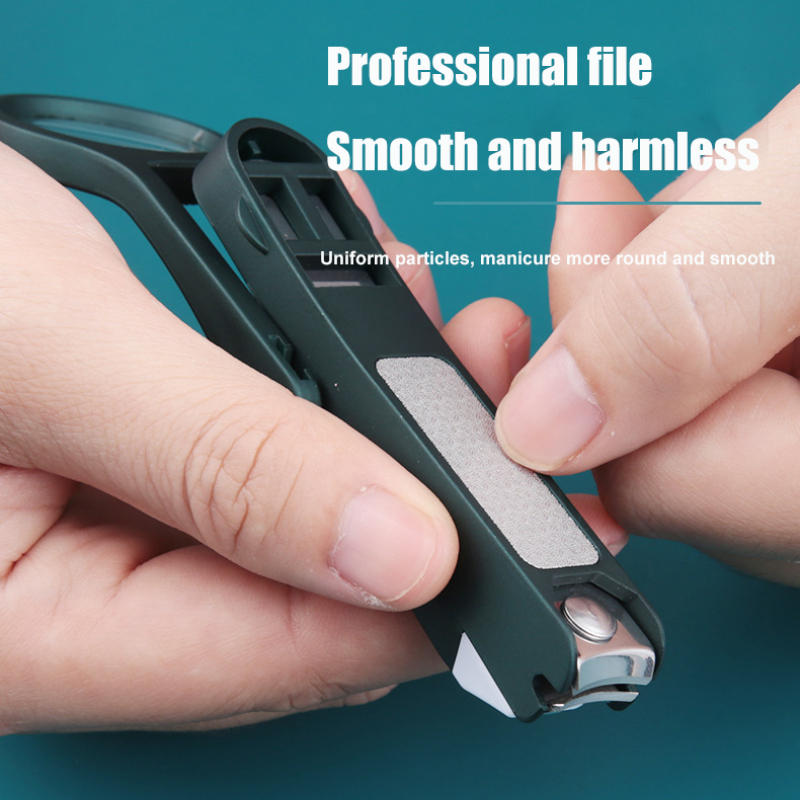 Professional file
Smooth and harmless
Uniform particles, manicure more round and smooth